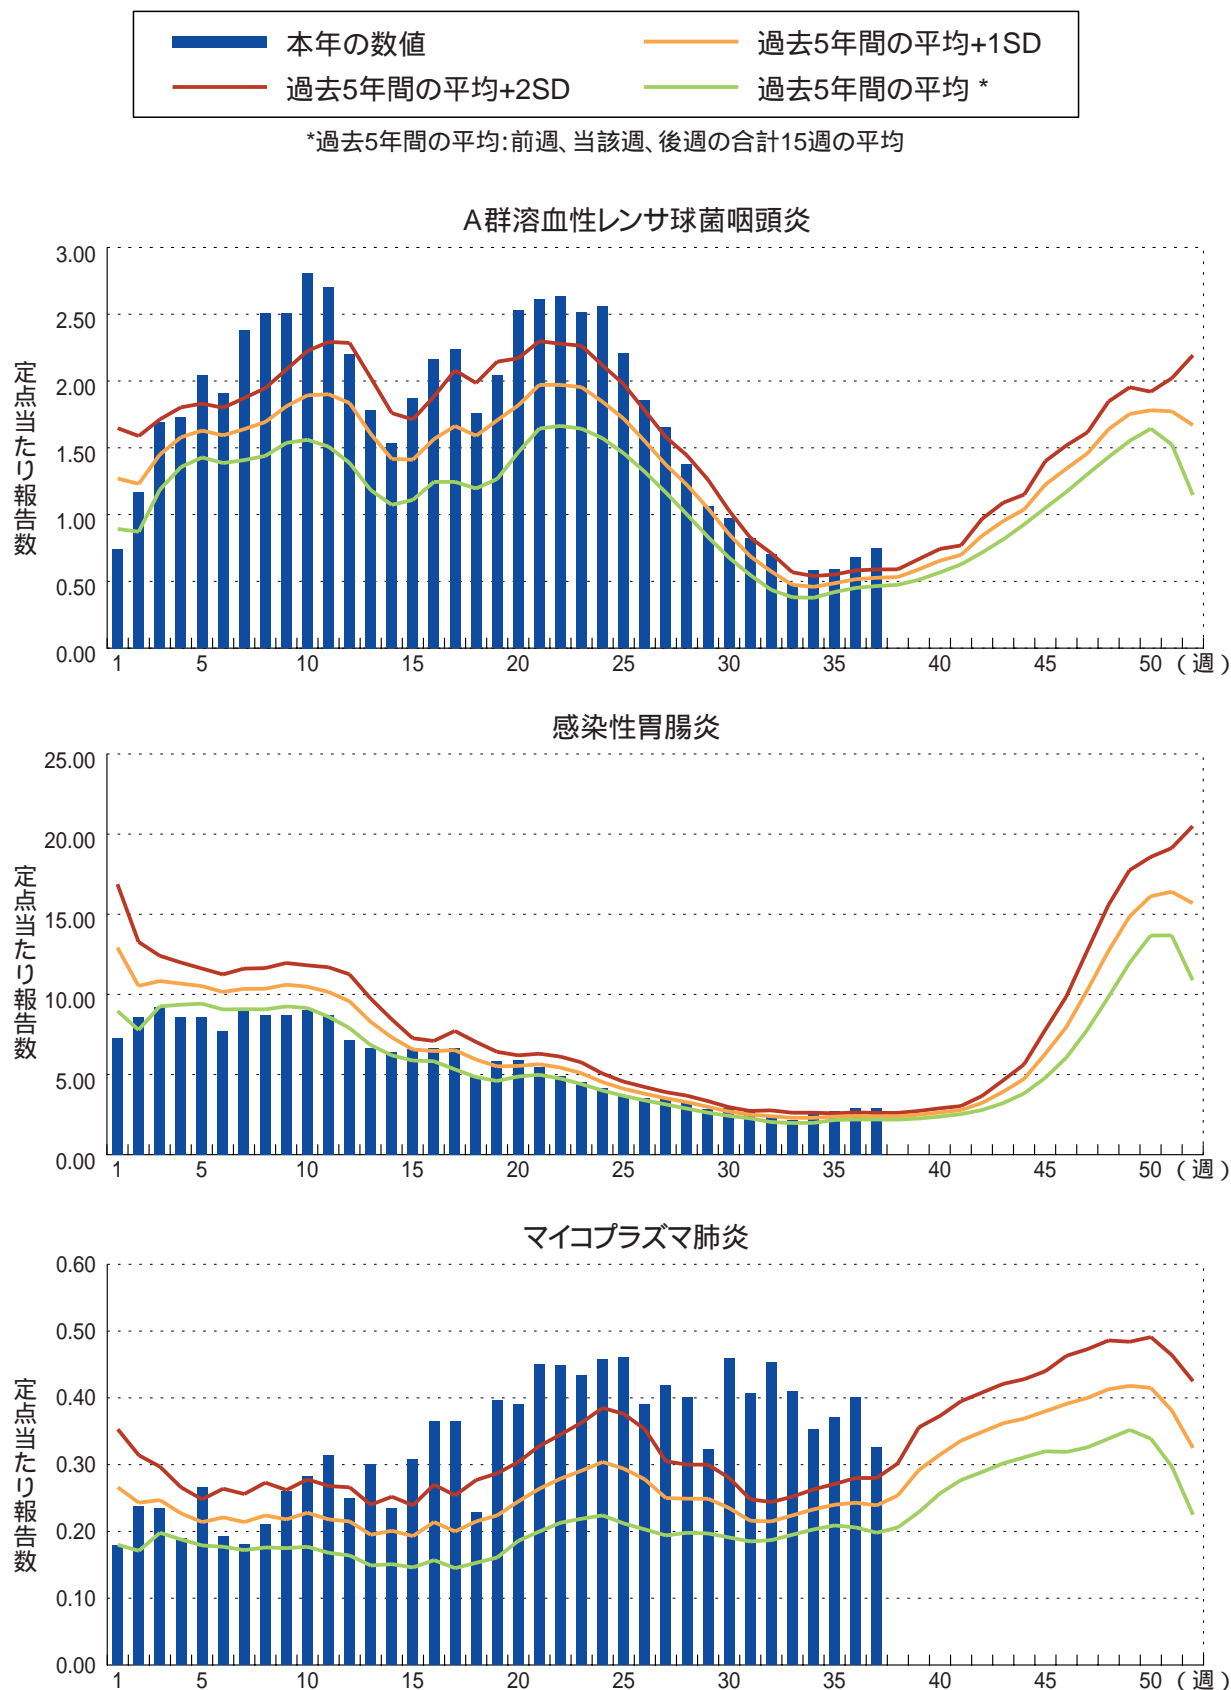 本年の数値
過去5年間の平均+1SD
過去5年間の平均+2SD
過去5年間の平均 *
*過去5年間の平均：前週、当該週、後週の合計15週の平均
A群溶血性レンサ球菌咽頭炎
定点当たり報告数
3.00
2.50
2.00
1.50
1.00
0.50
0.00
1 5 10 15 20 25 30 35 40 45 50 （週）
感染性胃腸炎
定点当たり報告数
25.00
20.00
15.00
10.00
5.00
0.00
1 5 10 15 20 25 30 35 40 45 50 （週）
マイコプラズマ肺炎
定点当たり報告数
0.60
0.50
0.40
0.30
0.20
0.10
0.00
1 5 10 15 20 25 30 35 40 45 50 （週）